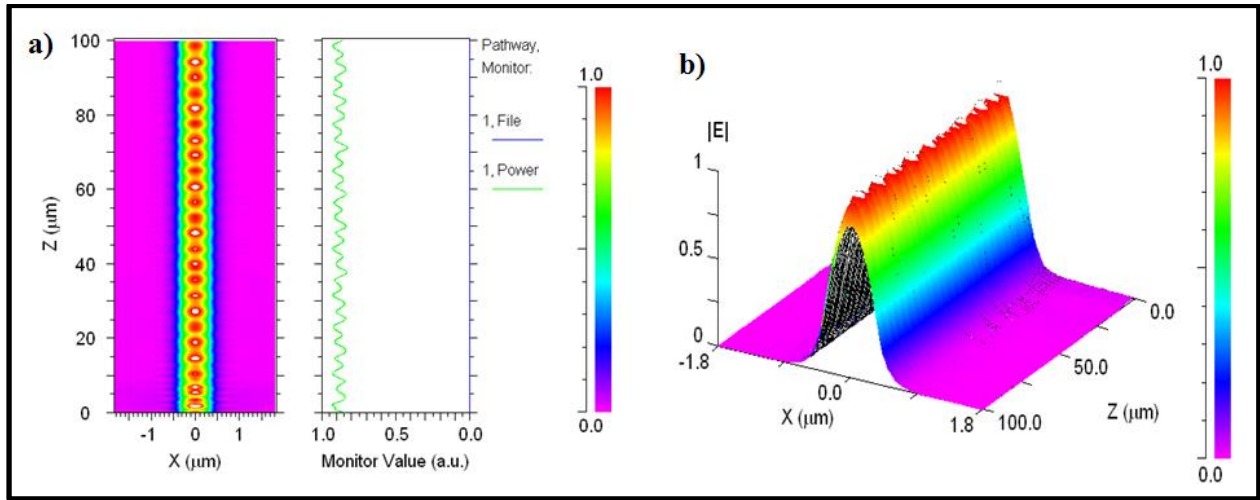 a)
100
80
60
40
20
0
Z (μm)
-1
0
1
X (μm)
1.0
0.5
0.0
Monitor Value (a.u.)
Pathway,
Monitor:
1, File
1, Power
1.0
0.0
b)
|E|
1
0.5
0
-1.8
0.0
1.8
X (μm)
100.0
50.0
0.0
Z (μm)
1.0
0.0